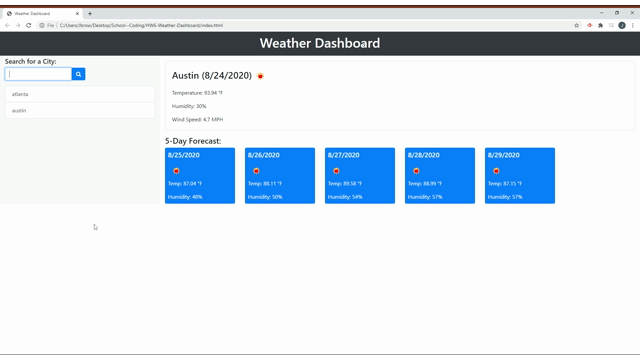 Weather Dashboard
File
C:/Users/lbrow/Desktop/School--Coding/HW6-Weather-Dashboard/index.html
Weather Dashboard
Search for a City:
atlanta
austin
Austin (8/24/2020)
Temperature: 93.94 °F
Humidity: 30%
Wind Speed: 4.7 MPH
5-Day Forecast:
8/25/2020
Temp: 87.04 °F
Humidity: 48%
8/26/2020
Temp: 88.11 °F
Humidity: 50%
8/27/2020
Temp: 89.58 °F
Humidity: 54%
8/28/2020
Temp: 88.99 °F
Humidity: 57%
8/29/2020
Temp: 87.15 °F
Humidity: 57%